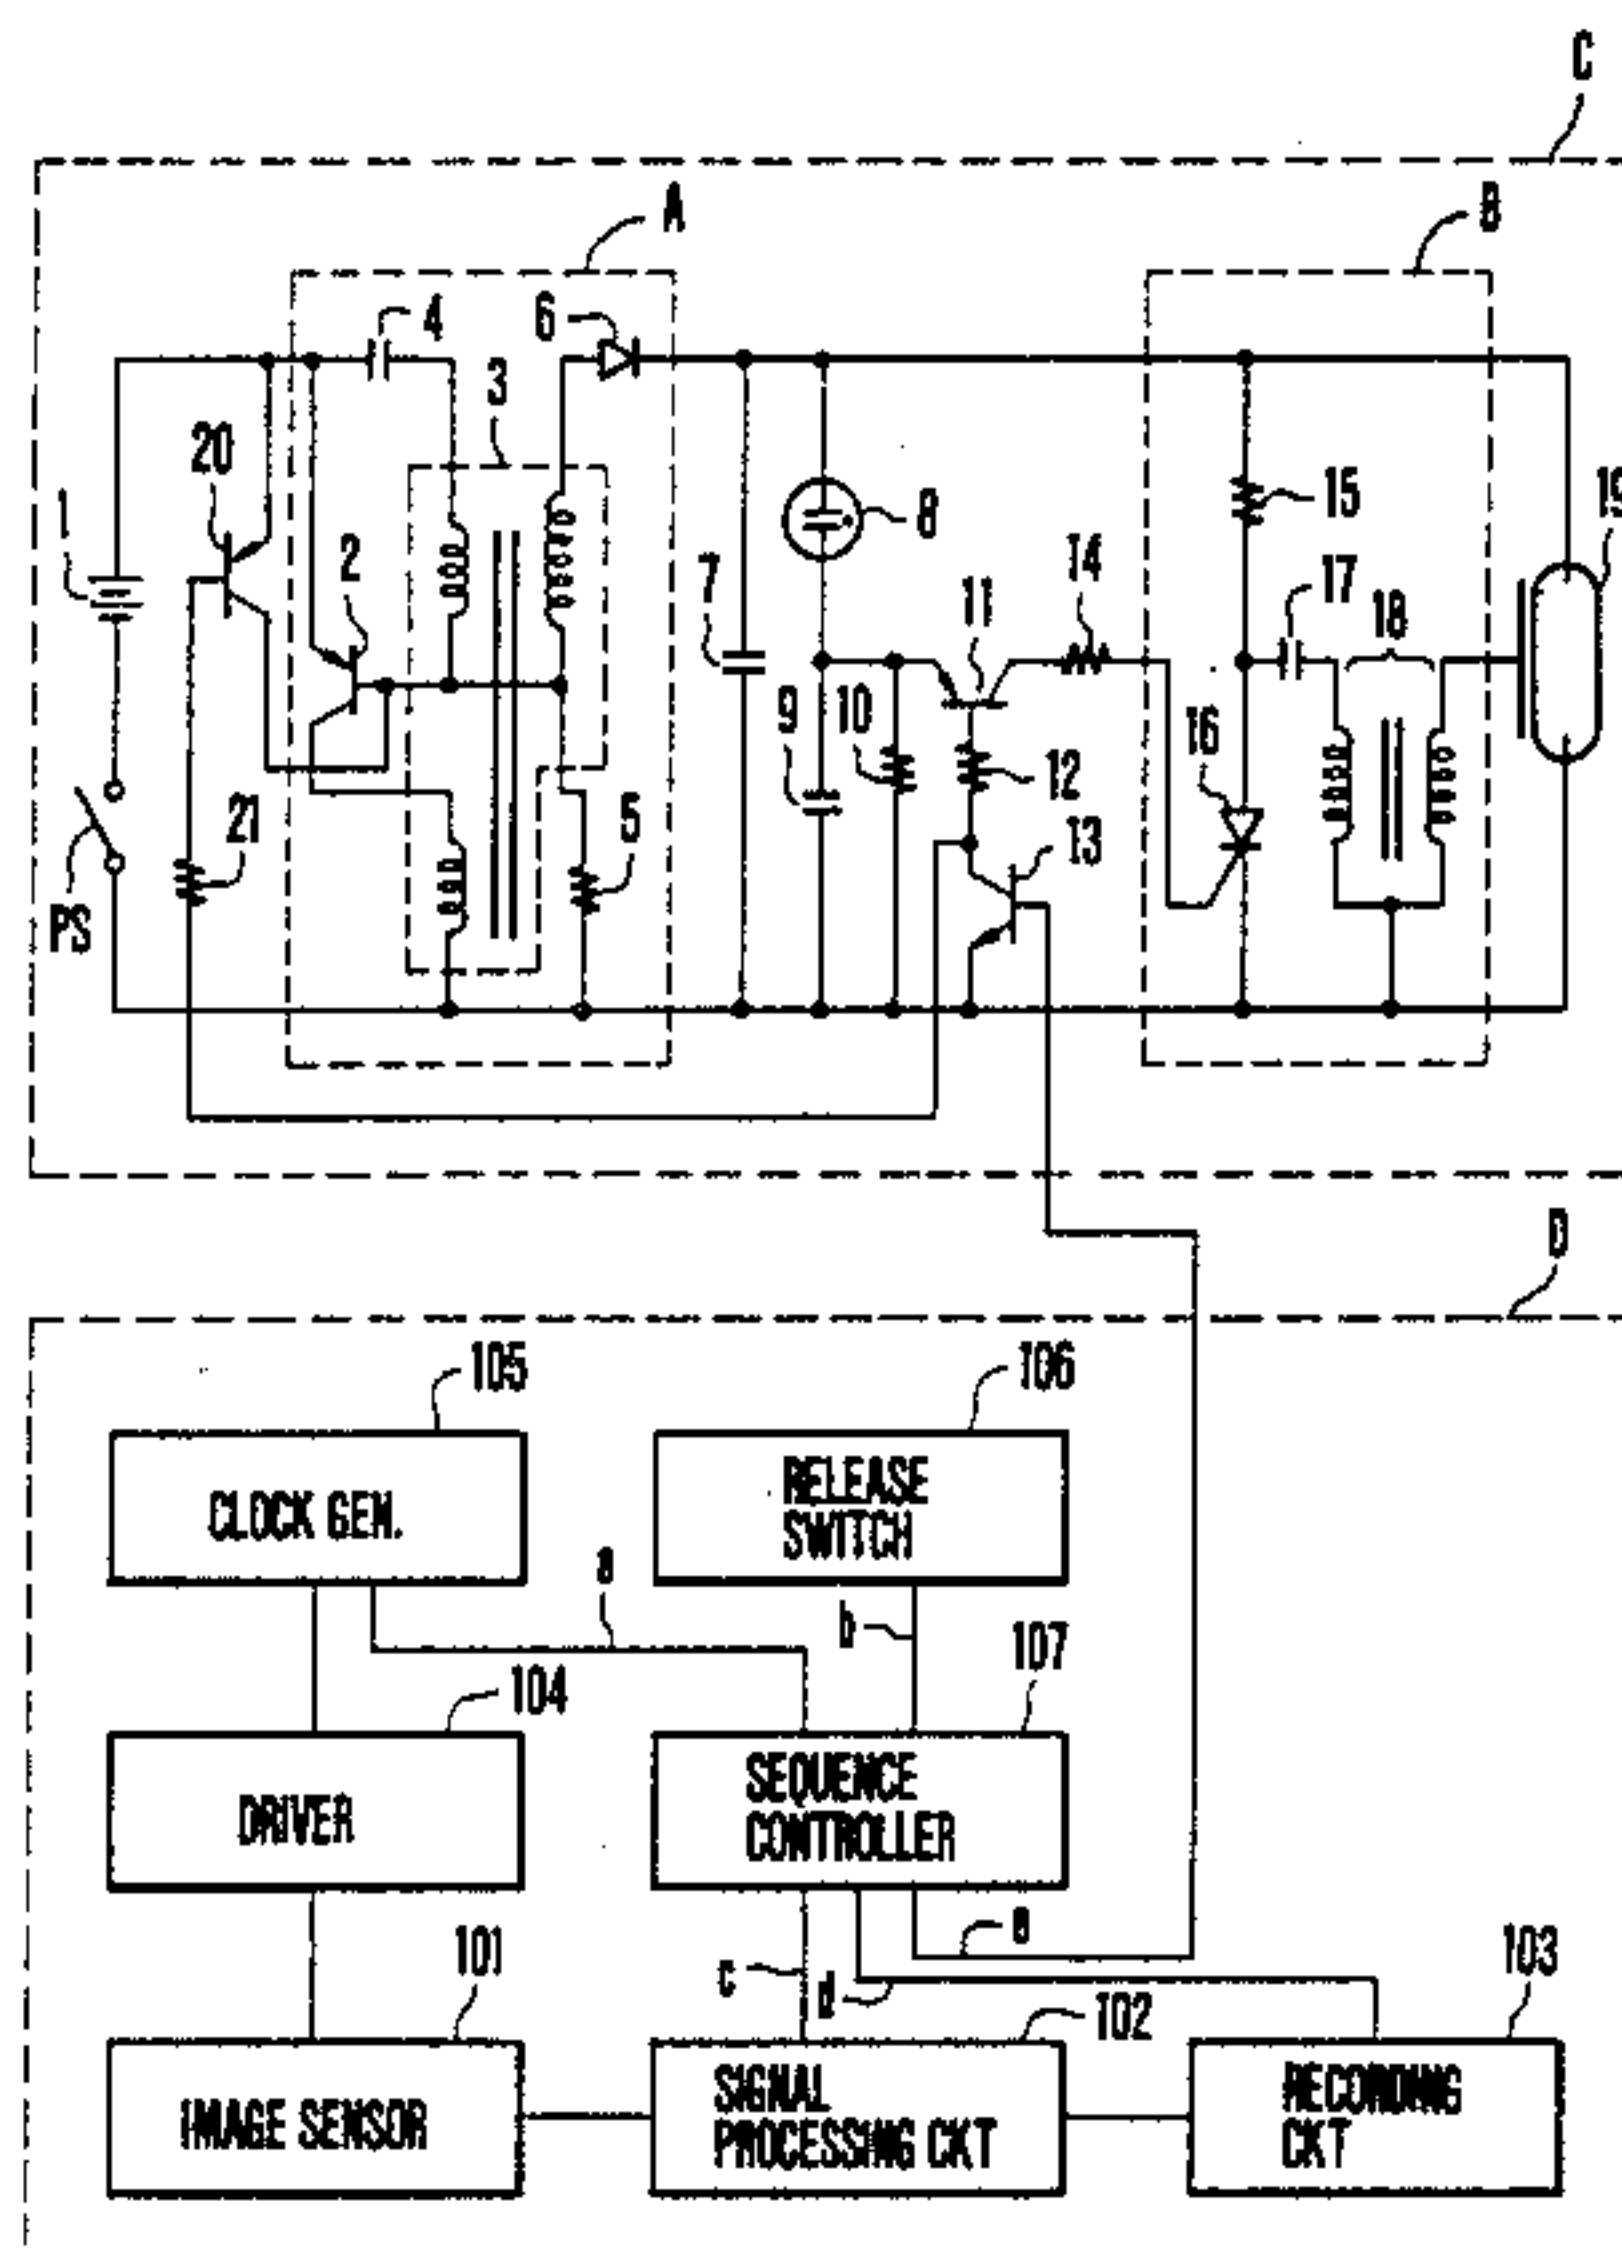 C
A
B
4
6
3
20
15
19
1
2
8
7
17
14
11
18
9
10
16
12
5
21
13
PS
D
105
106
CLOCK GEN.
RELEASE
SWITCH
a
b
107
104
SEQUENCE
CONTROLLER
DRIVER
e
101
103
c
d
102
IMAGE SENSOR
SIGNAL
PROCESSING CKT
RECORDING
CKT